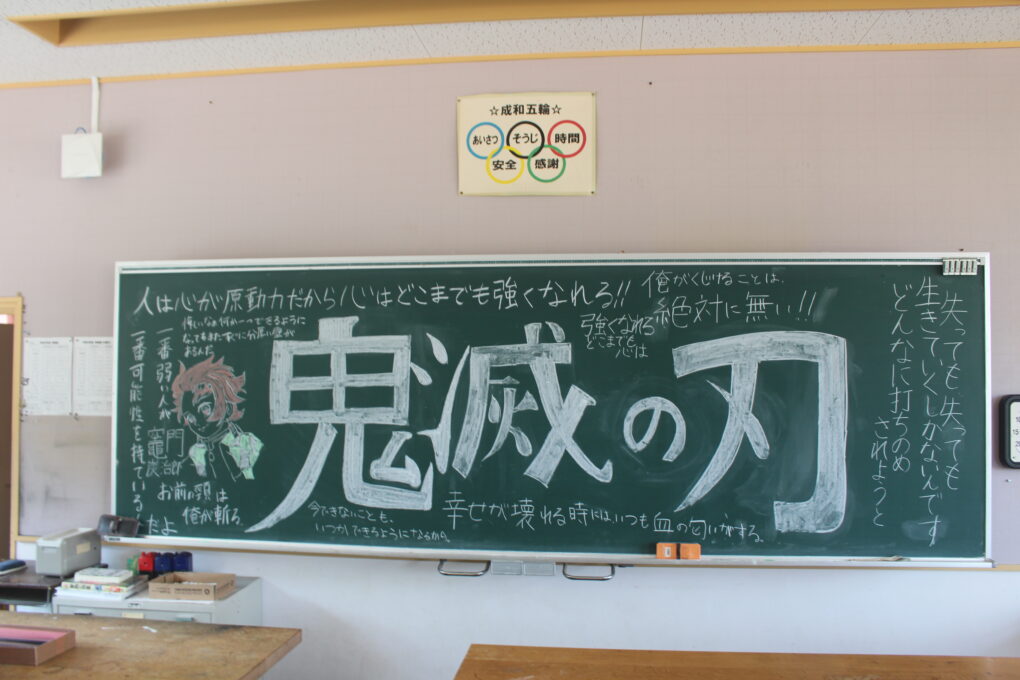 ☆成和五輪☆
あいさつ
そうじ
時間
安全
感謝
人は心が原動力だから心はどこまでも強くなれる!!
俺がくじけることは、
絶対に無い!!
強くなれる
どこまでも
心は
失っても失っても
生きていくしかないんです
どんなに打ちのめ
されようと
鬼滅の刃
一番弱い人が
一番可能性を持ている
だよ
竈門
炭治郎
お前の頸は
俺が斬る。
今できないことも、
いつかできるようになるから。
幸せが壊れる時にはいつも血の匂いがする。